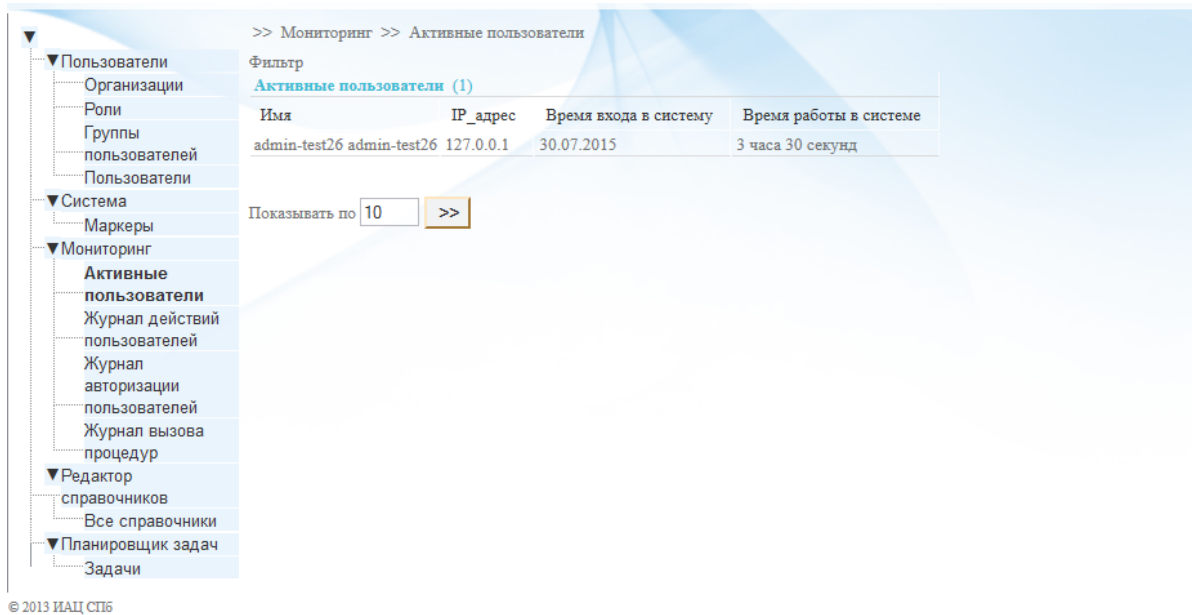 >> Мониторинг >> Активные пользователи
▼
▼Пользователи
Организации
Роли
Группы
пользователей
Пользователи
▼Система
Маркеры
▼Мониторинг
Активные
пользователи
Журнал действий
пользователей
Журнал
авторизации
пользователей
Журнал вызова
процедур
▼Редактор
справочников
Все справочники
▼Планировщик задач
Задачи
Фильтр
Активные пользователи (1)
Имя IP_адрес Время входа в систему Время работы в системе
admin-test26 admin-test26 127.0.0.1 30.07.2015 3 часа 30 секунд
Показывать по 10 >>
© 2013 ИАЦ СПб